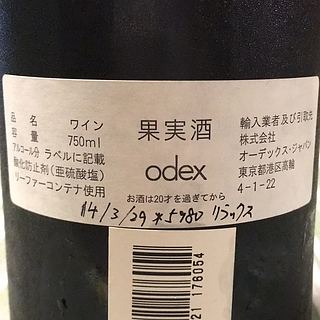 品名 ワイン
容量 750ml
アルコール分 ラベルに記載
酸化防止剤(亜硫酸塩)
リーファーコンテナ使用
果実酒
odex
お酒は20才を過ぎてから
輸入業者及び引取先
株式会社
オーデックス・ジャパン
東京都港区高輪
4-1-22
14/3/29 *5980 リラックス
21 176054